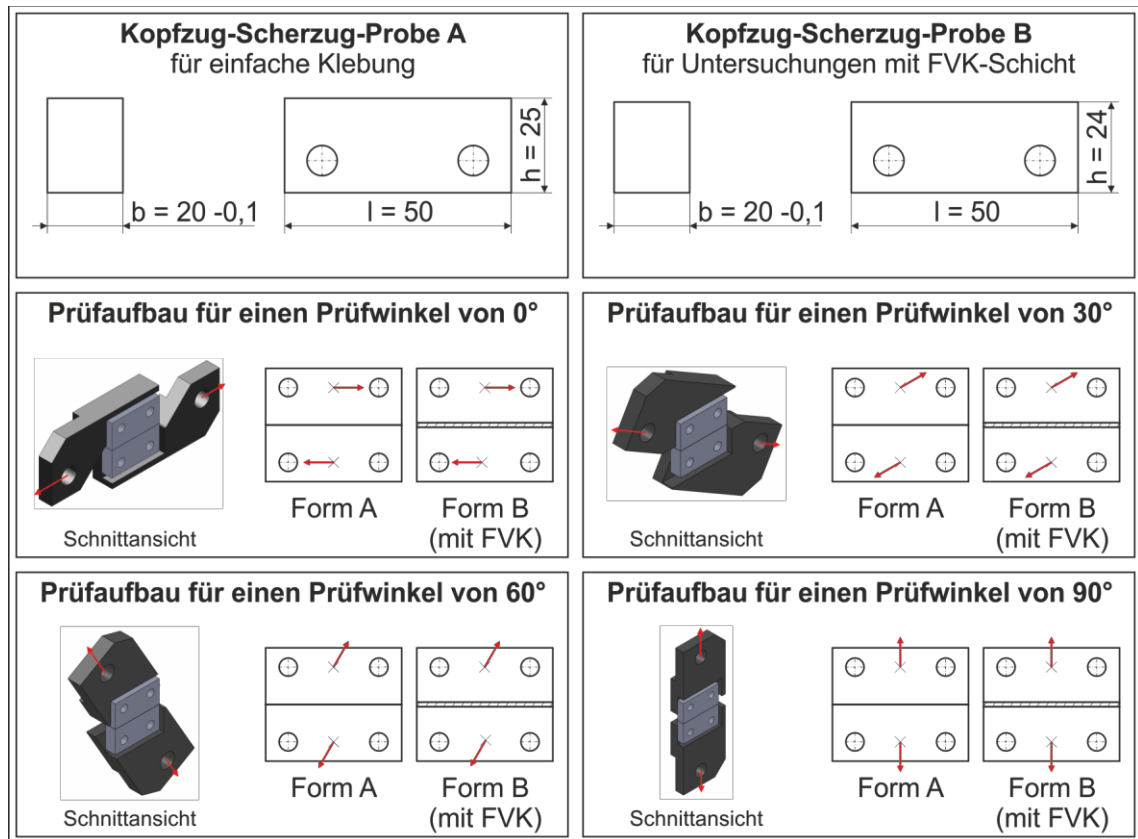 Kopfzug-Scherzug-Probe A
für einfache Klebung
h = 25
b = 20 -0,1
l = 50
Kopfzug-Scherzug-Probe B
für Untersuchungen mit FVK-Schicht
h = 24
b = 20 -0,1
l = 50
Prüfaufbau für einen Prüfwinkel von 0°
Schnittansicht
Form A
Form B
(mit FVK)
Prüfaufbau für einen Prüfwinkel von 30°
Schnittansicht
Form A
Form B
(mit FVK)
Prüfaufbau für einen Prüfwinkel von 60°
Schnittansicht
Form A
Form B
(mit FVK)
Prüfaufbau für einen Prüfwinkel von 90°
Schnittansicht
Form A
Form B
(mit FVK)